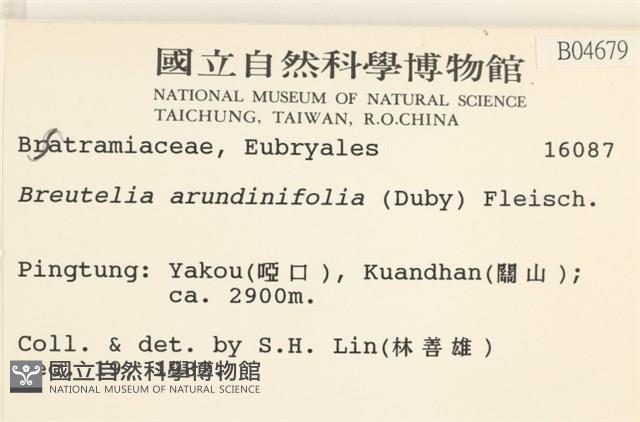 國立自然科學博物館
B04679
NATIONAL MUSEUM OF NATURAL SCIENCE
TAICHUNG, TAIWAN, R.O.CHINA
Bratramiaceae, Eubryales 16087
Breutelia arundinifolia (Duby) Fleisch.
Pingtung: Yakou(啞口), Kuandhan(關山);
ca. 2900m.
Coll. & det. by S.H. Lin(林善雄)
國立自然科學博物館
NATIONAL MUSEUM OF NATURAL SCIENCE